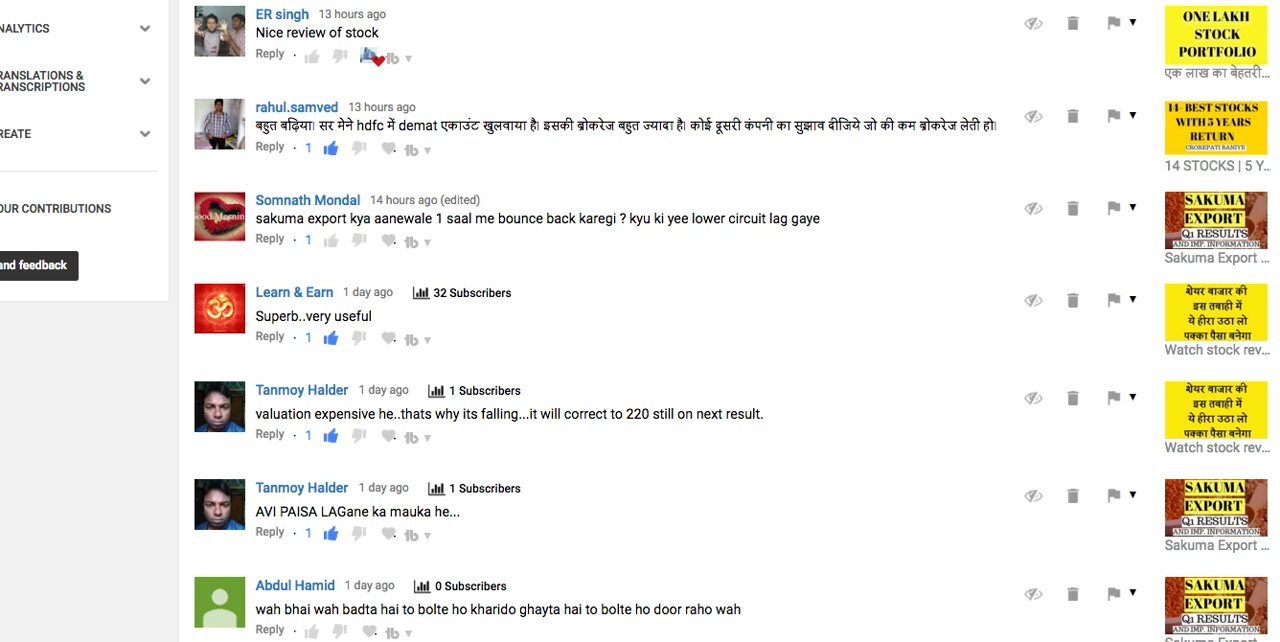 NALYTICS
RANSLATIONS &
RANSCRIPTIONS
REATE
OUR CONTRIBUTIONS
and feedback
ER singh 13 hours ago
Nice review of stock
Reply
ONE LAKH
STOCK
PORTFOLIO
एक लाख का बेहतरी...
rahul.samved 13 hours ago
बहुत बढ़िया। सर मेने hdfc में demat एकाउंट खुलवाया है। इसकी ब्रोकरेज बहुत ज्यादा है। कोई दूसरी कंपनी का सुझाव दीजिये जो की कम ब्रोकरेज लेती हो।
Reply · 1
14- BEST STOCKS
WITH 5 YEARS
RETURN
CROREPATI BANIYE
14 STOCKS | 5 Y...
Somnath Mondal 14 hours ago (edited)
sakuma export kya aanewale 1 saal me bounce back karegi ? kyu ki yee lower circuit lag gaye
Reply · 1
Good Mornin
SAKUMA
EXPORT
Q1 RESULTS
AND IMP. INFORMATION
Sakuma Export ...
Learn & Earn 1 day ago 32 Subscribers
Superb..very useful
Reply · 1
शेयर बाजार की
इस तबाही में
ये हीरा उठा लो
पक्का पैसा बनेगा
Watch stock rev...
Tanmoy Halder 1 day ago 1 Subscribers
valuation expensive he..thats why its falling...it will correct to 220 still on next result.
Reply · 1
शेयर बाजार की
इस तबाही में
ये हीरा उठा लो
पक्का पैसा बनेगा
Watch stock rev...
Tanmoy Halder 1 day ago 1 Subscribers
AVI PAISA LAGane ka mauka he...
Reply · 1
SAKUMA
EXPORT
Q1 RESULTS
AND IMP. INFORMATION
Sakuma Export ...
Abdul Hamid 1 day ago 0 Subscribers
wah bhai wah badta hai to bolte ho kharido ghayta hai to bolte ho door raho wah
Reply ·
SAKUMA
EXPORT
Q1 RESULTS
AND IMP. INFORMATION
Sakuma Export